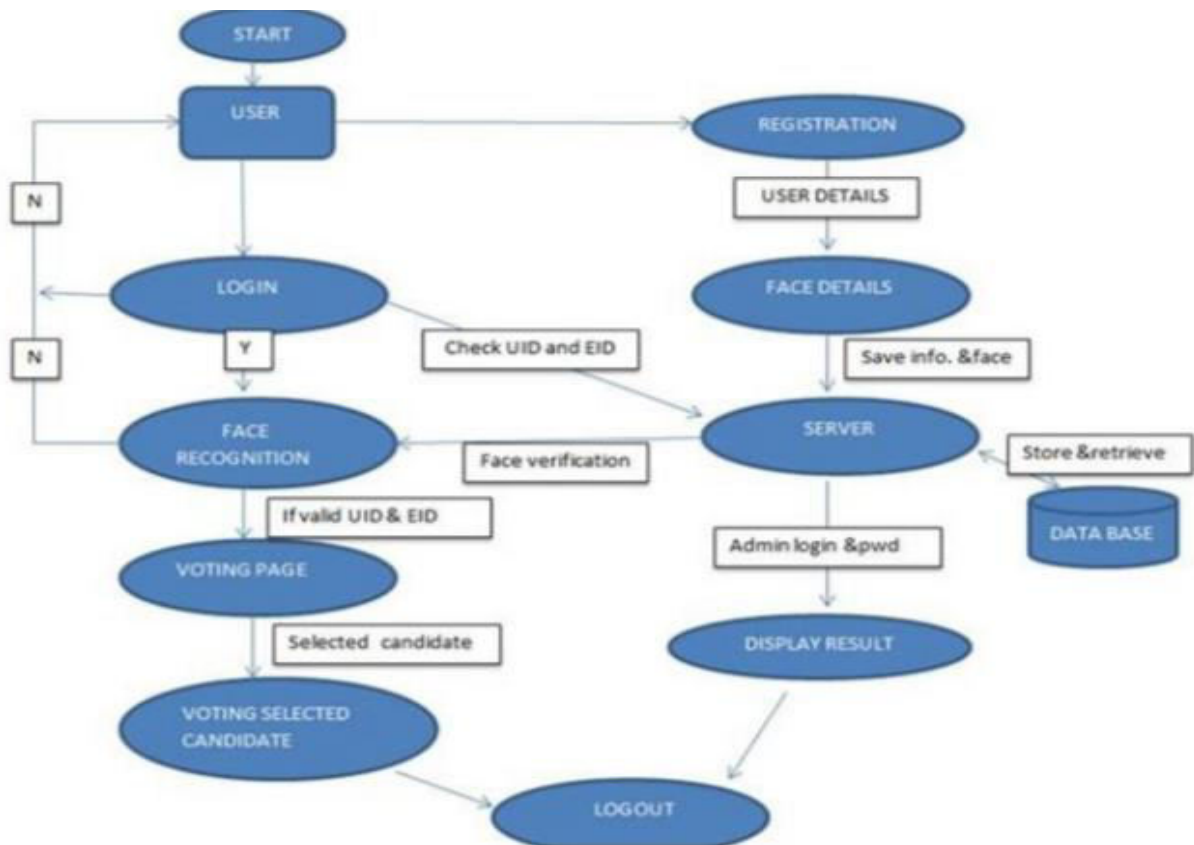 START
USER
REGISTRATION
N
USER DETAILS
LOGIN
FACE DETAILS
N
Y
Check UID and EID
Save info. &face
FACE
RECOGNITION
SERVER
Face verification
Store &retrieve
If valid UID & EID
DATA BASE
Admin login &pwd
VOTING PAGE
Selected candidate
DISPLAY RESULT
VOTING SELECTED
CANDIDATE
LOGOUT